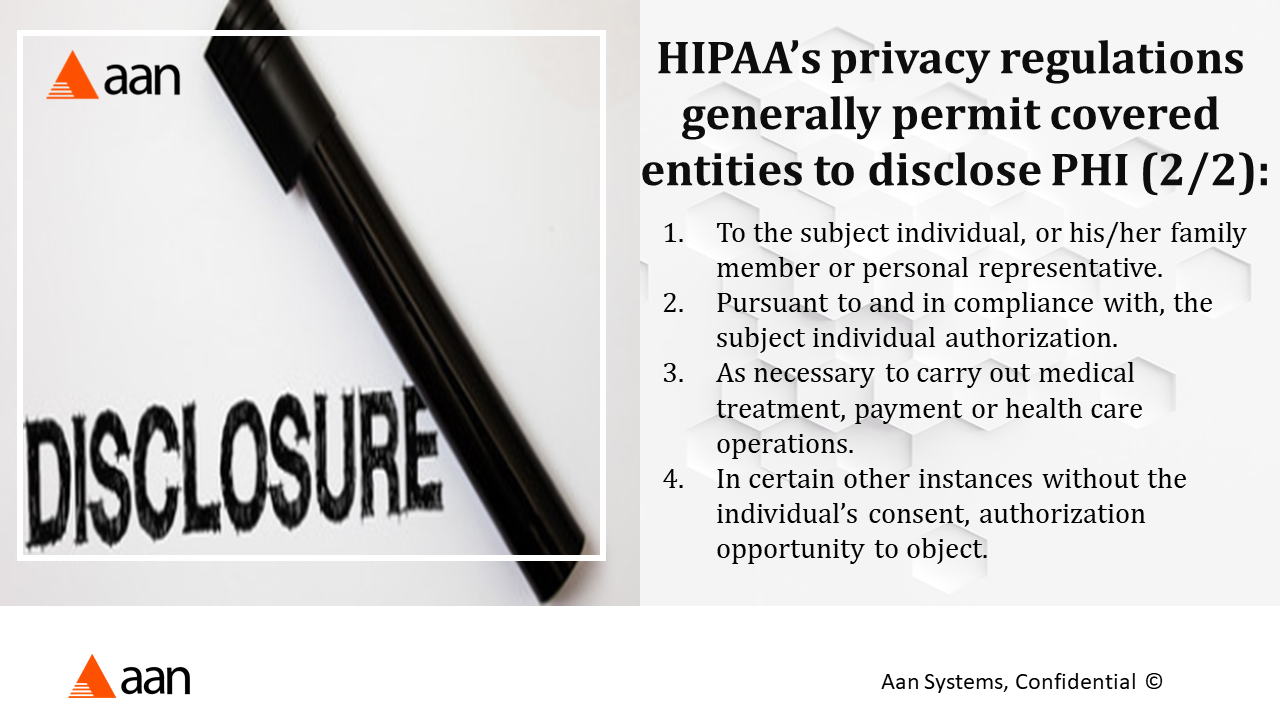 aan
DISCLOSURE
HIPAA’s privacy regulations
generally permit covered
entities to disclose PHI (2/2):
1. To the subject individual, or his/her family
member or personal representative.
2. Pursuant to and in compliance with, the
subject individual authorization.
3. As necessary to carry out medical
treatment, payment or health care
operations.
4. In certain other instances without the
individual’s consent, authorization
opportunity to object.
aan
Aan Systems, Confidential ©